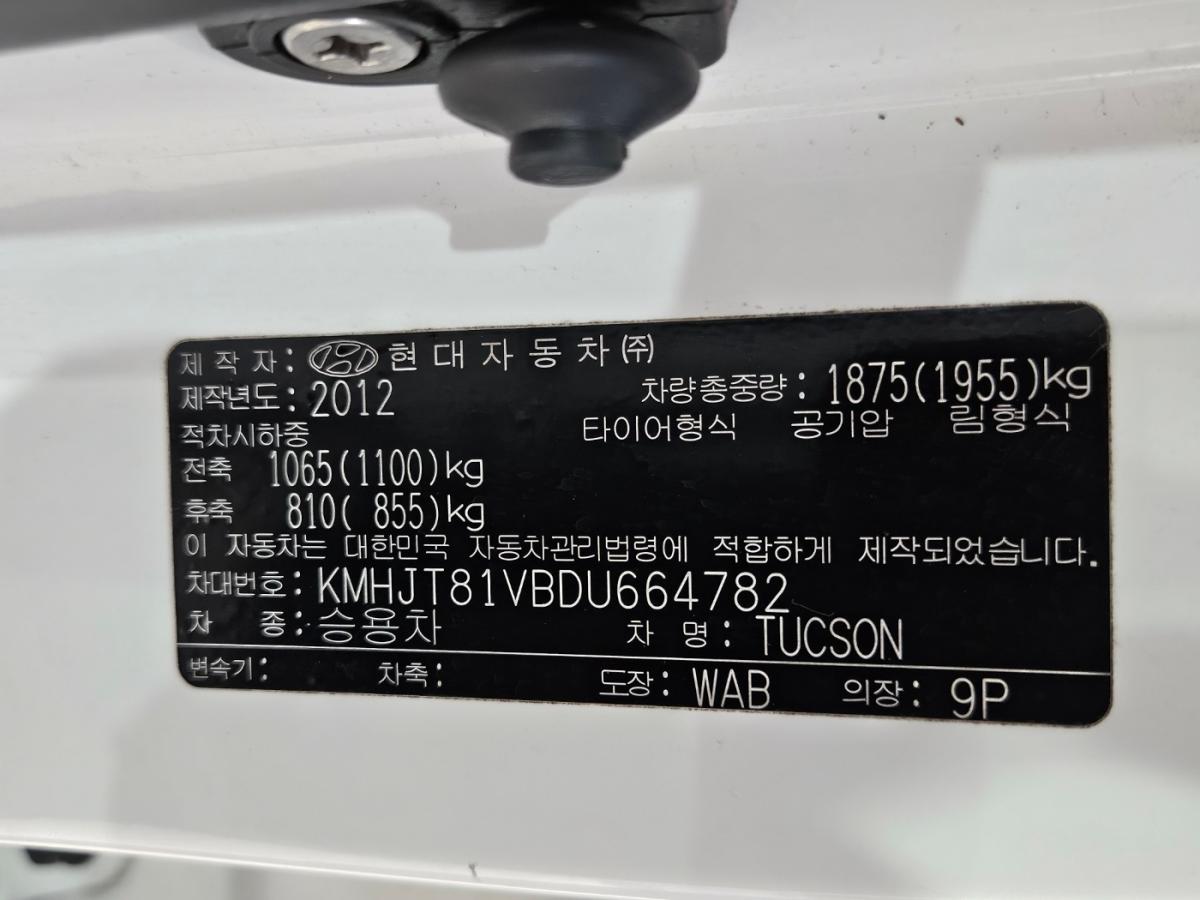 제 작 자 : 현 대 자 동 차 (주)
제작년도 : 2012 차량총중량 : 1875(1955)kg
적차시하중 타이어형식 공기압 림형식
전축 1065(1100)kg
후축 810( 855)kg
이 자동차는 대한민국 자동차관리법령에 적합하게 제작되었습니다.
차대번호 : KMHJT81VBDU664782
차 종 : 승용차 차 명 : TUCSON
변속기 : 차축 : 도장 : WAB 의장 : 9P